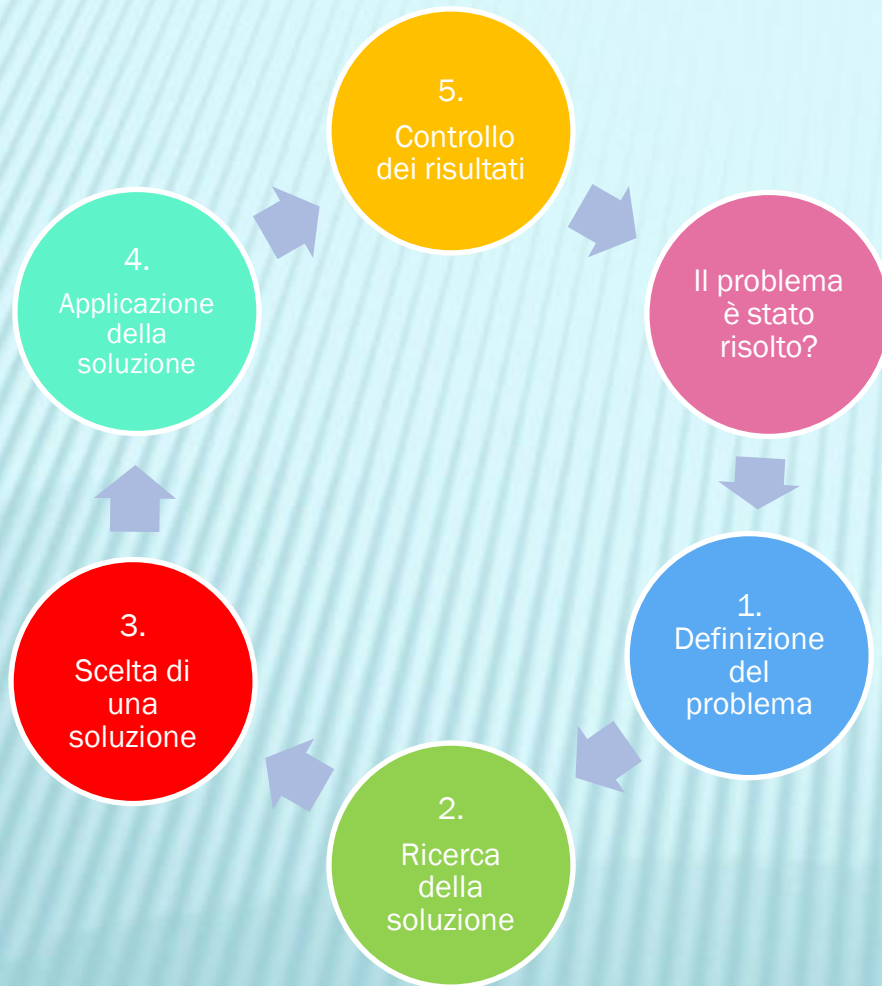 5.
Controllo
dei risultati
Il problema
è stato
risolto?
1.
Definizione
del
problema
2.
Ricerca
della
soluzione
3.
Scelta di
una
soluzione
4.
Applicazione
della
soluzione